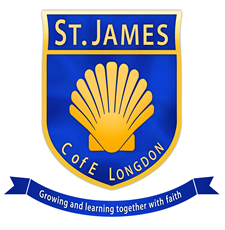 ST. JAMES
C of E LONGDON
Growing and learning together with faith